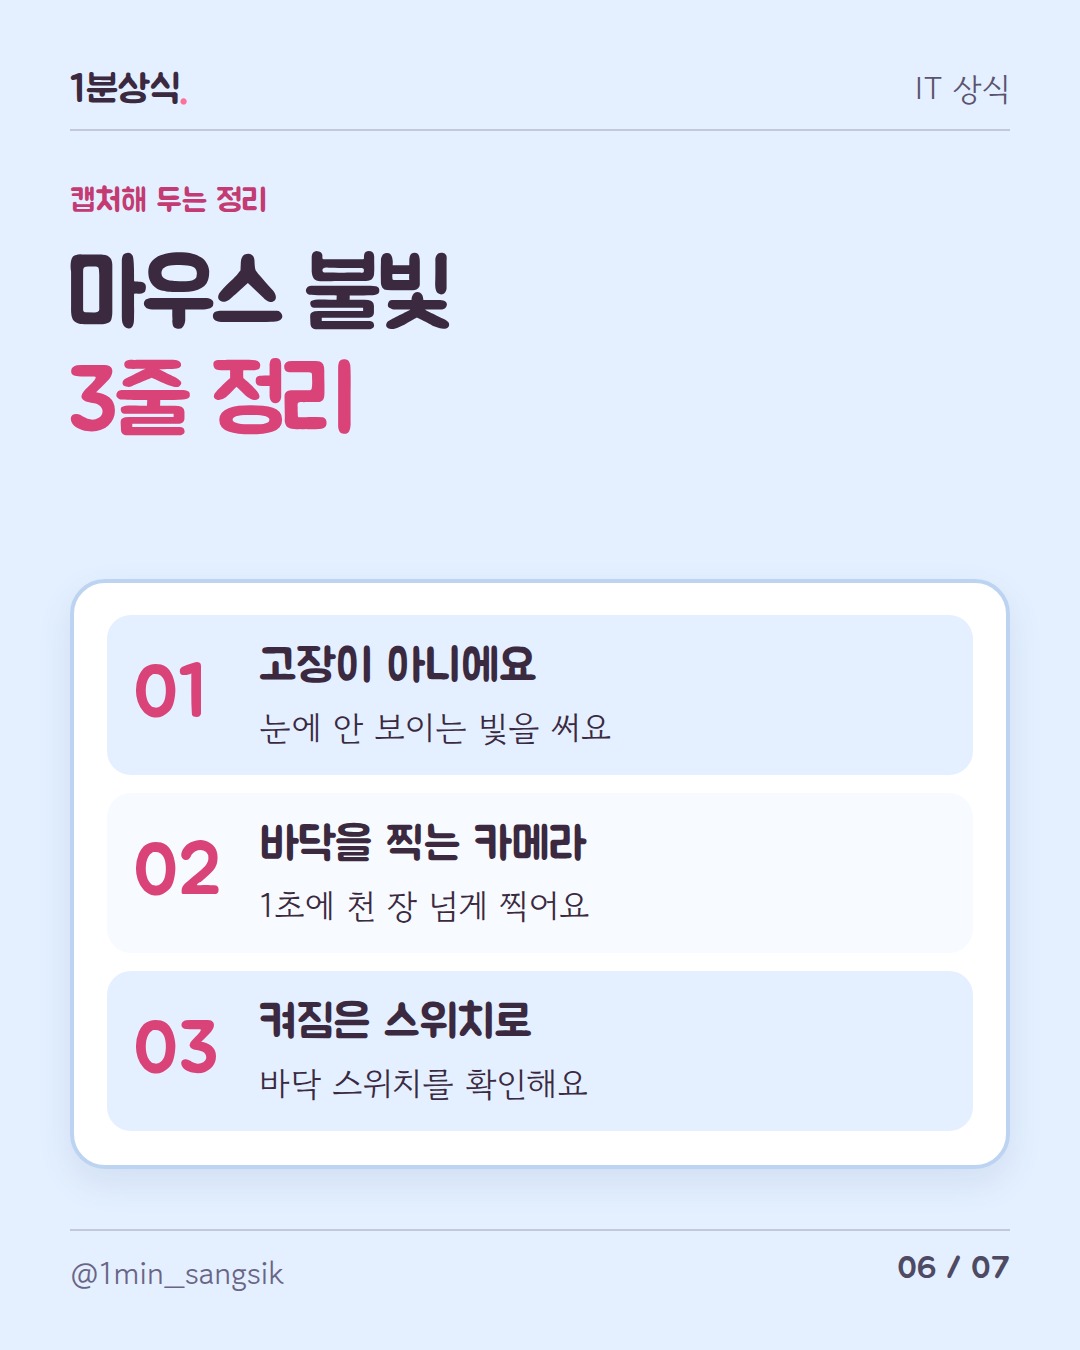 1분상식.
IT 상식
캡처해 두는 정리
마우스 불빛
3줄 정리
01
고장이 아니에요
눈에 안 보이는 빛을 써요
02
바닥을 찍는 카메라
1초에 천 장 넘게 찍어요
03
켜짐은 스위치로
바닥 스위치를 확인해요
@1min_sangsik
06 / 07